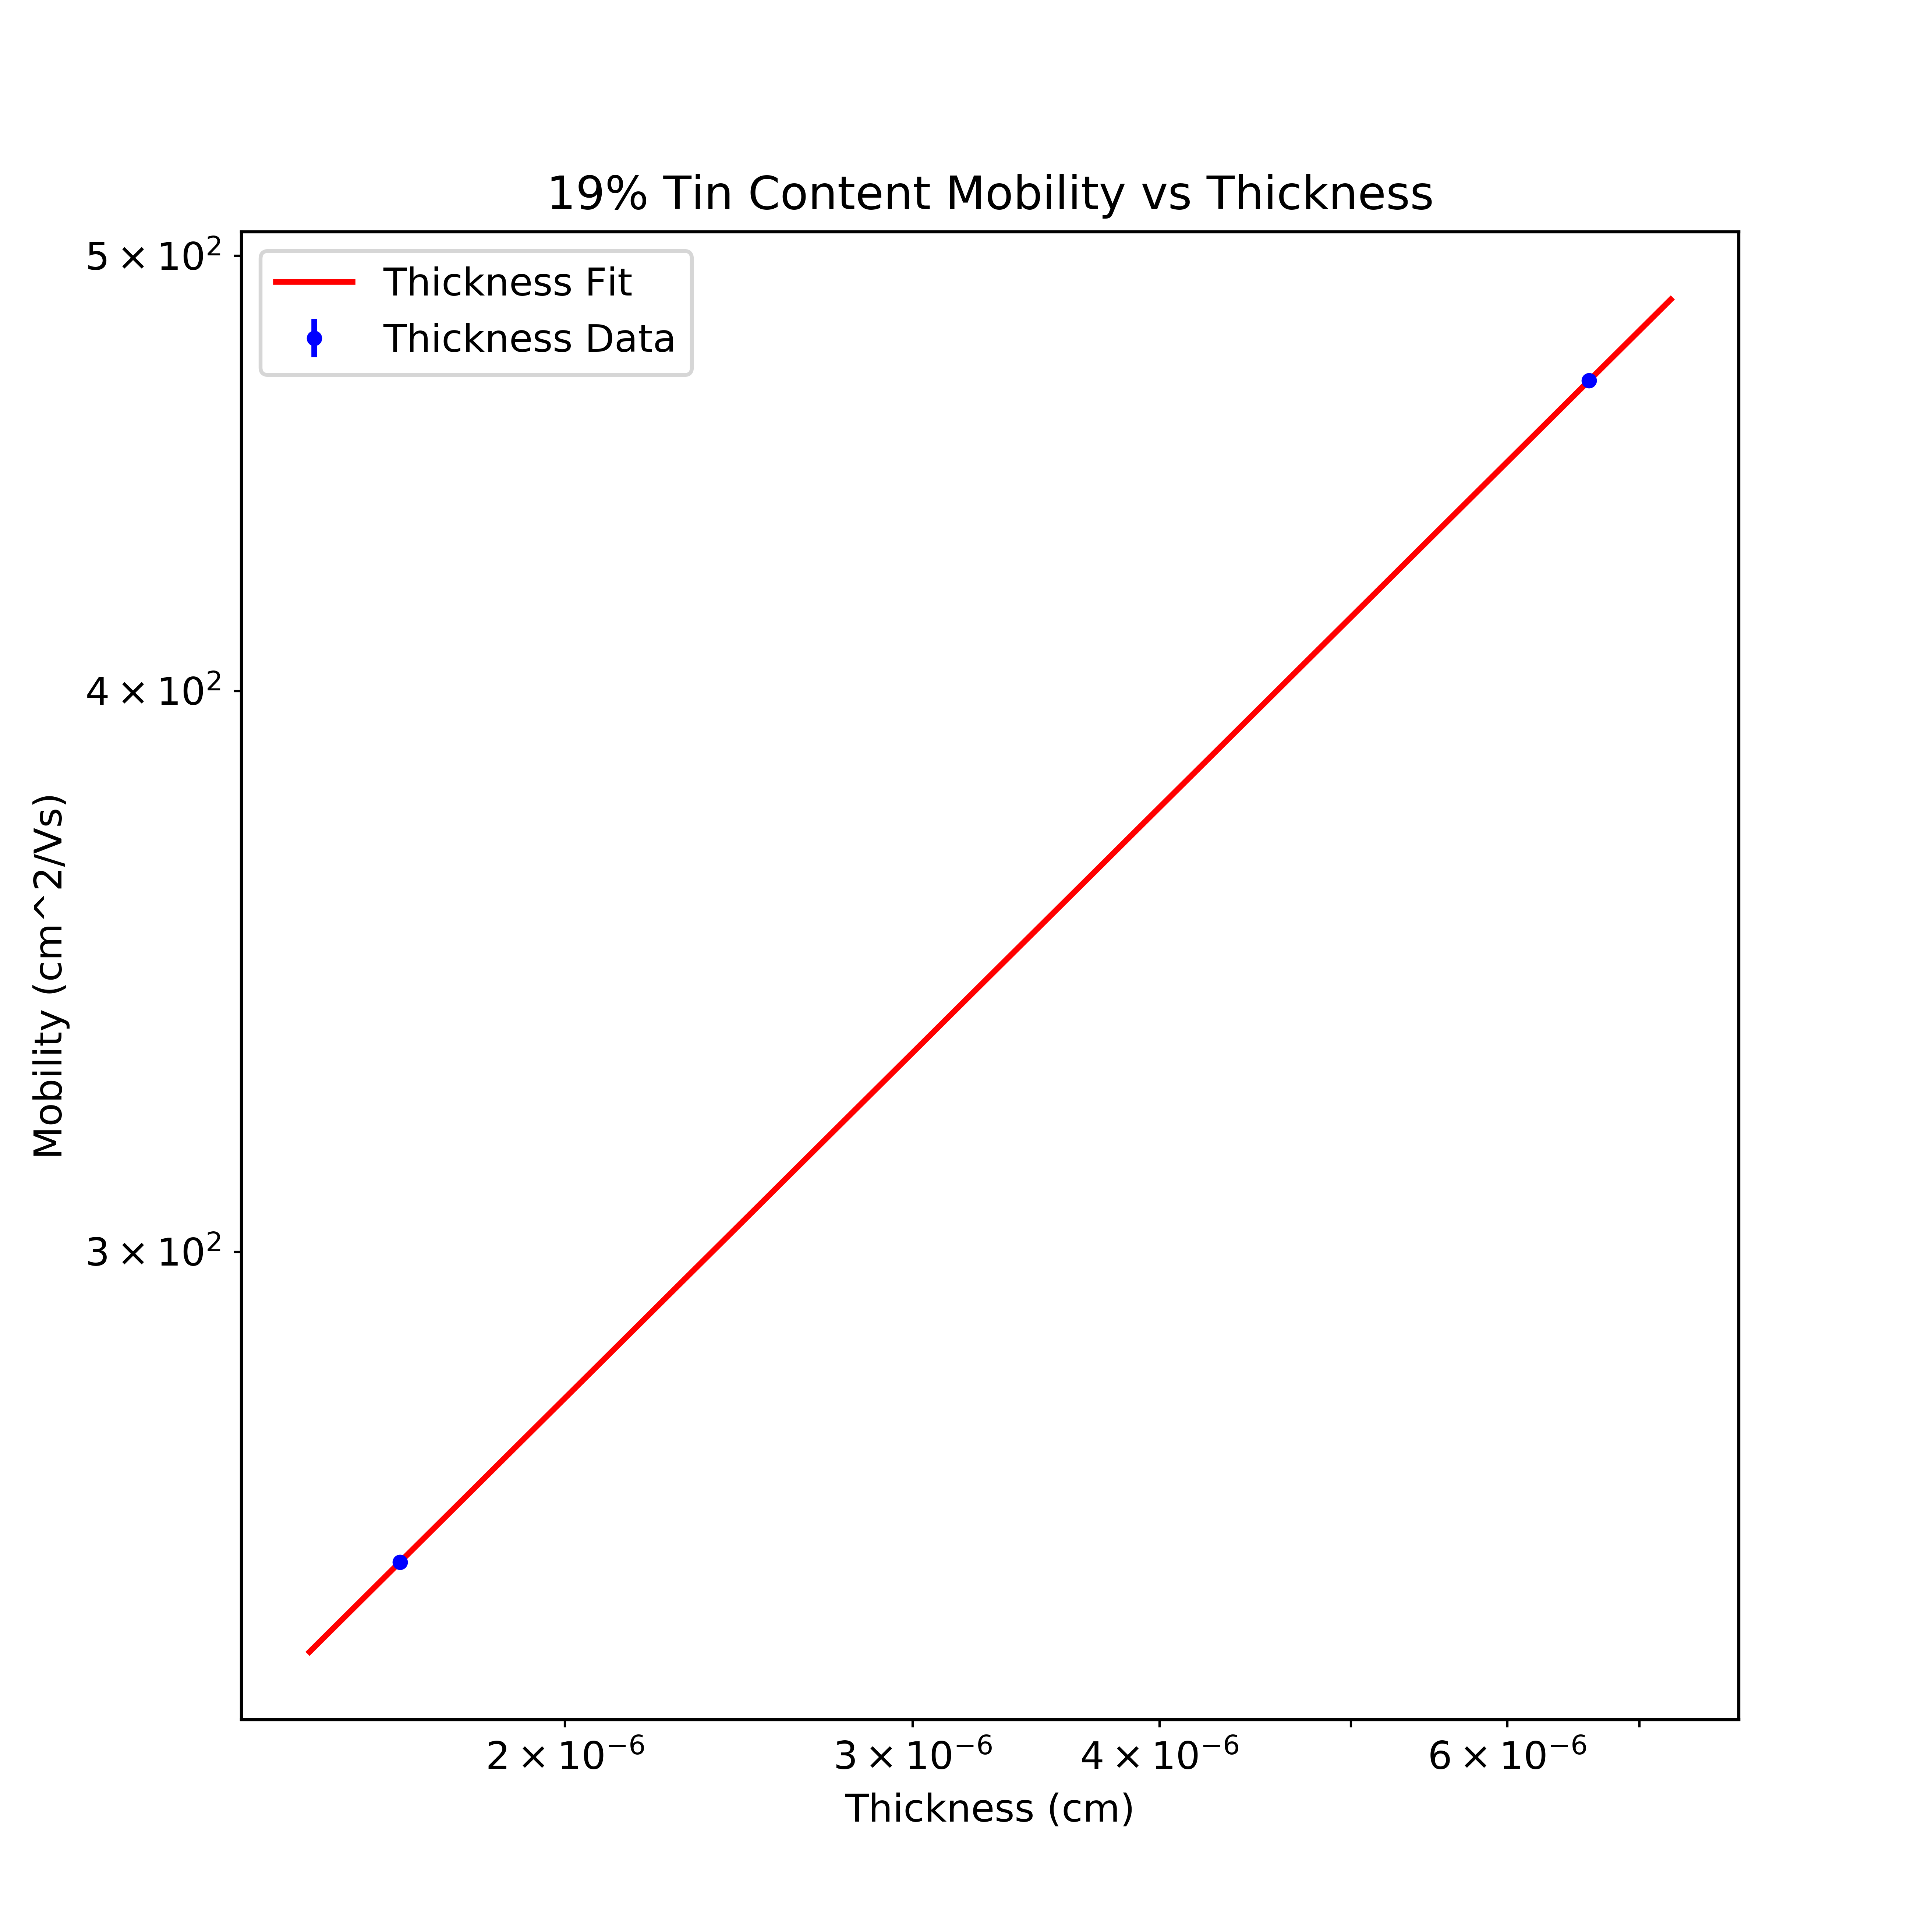 19% Tin Content Mobility vs Thickness
Thickness Fit
Thickness Data
5 × 10²
4 × 10²
3 × 10²
Mobility (cm^2/Vs)
2 × 10⁻⁶
3 × 10⁻⁶
4 × 10⁻⁶
6 × 10⁻⁶
Thickness (cm)